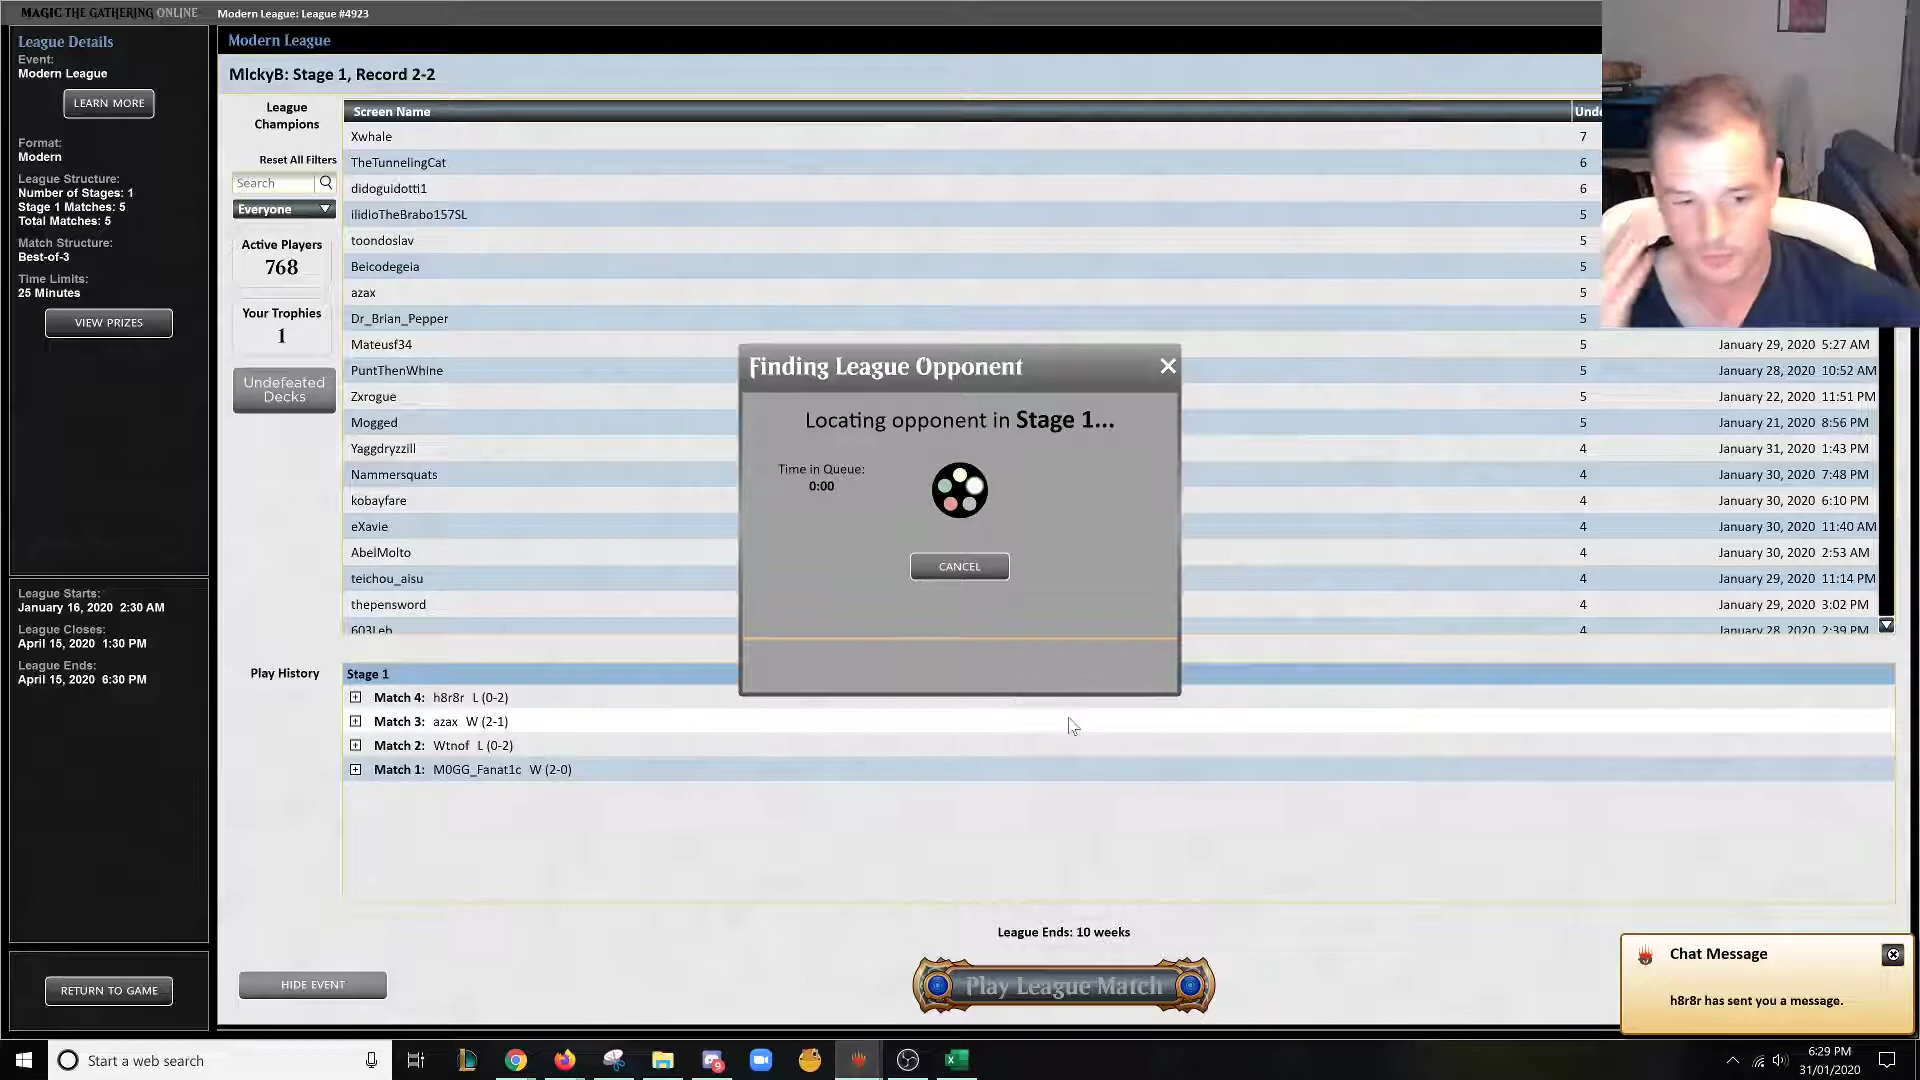 MAGIC THE GATHERING ONLINE
Modern League: League #4923
League Details
Event:
Modern League
LEARN MORE
Format:
Modern
League Structure:
Number of Stages: 1
Stage 1 Matches: 5
Total Matches: 5
Match Structure:
Best-of-3
Time Limits:
25 Minutes
VIEW PRIZES
League Starts:
January 16, 2020 2:30 AM
League Closes:
April 15, 2020 1:30 PM
League Ends:
April 15, 2020 6:30 PM
RETURN TO GAME
Modern League
MIckyB: Stage 1, Record 2-2
League
Champions
Reset All Filters
Search
Everyone
Active Players
768
Your Trophies
1
Undefeated
Decks
Screen Name
Xwhale 7
TheTunnelingCat 6
didoguidotti1 6
ilidioTheBrabo157SL 5
toondoslav 5
Beicodegeia 5
azax 5
Dr_Brian_Pepper 5
Mateusf34 5 January 29, 2020 5:27 AM
PuntThenWhine 5 January 28, 2020 10:52 AM
Zxrogue 5 January 22, 2020 11:51 PM
Mogged 5 January 21, 2020 8:56 PM
Yaggdryzzill 4 January 31, 2020 1:43 PM
Nammersquats 4 January 30, 2020 7:48 PM
kobayfare 4 January 30, 2020 6:10 PM
eXavie 4 January 30, 2020 11:40 AM
AbelMolto 4 January 30, 2020 2:53 AM
teichou_aisu 4 January 29, 2020 11:14 PM
thepensword 4 January 29, 2020 3:02 PM
603Leb 4 January 28, 2020 2:39 PM
Finding League Opponent
Locating opponent in Stage 1...
Time in Queue:
0:00
CANCEL
Play History
Stage 1
Match 4: h8r8r L (0-2)
Match 3: azax W (2-1)
Match 2: Wtnof L (0-2)
Match 1: M0GG_Fanat1c W (2-0)
League Ends: 10 weeks
HIDE EVENT
Play League Match
Chat Message
h8r8r has sent you a message.
Start a web search
9
6:29 PM
31/01/2020